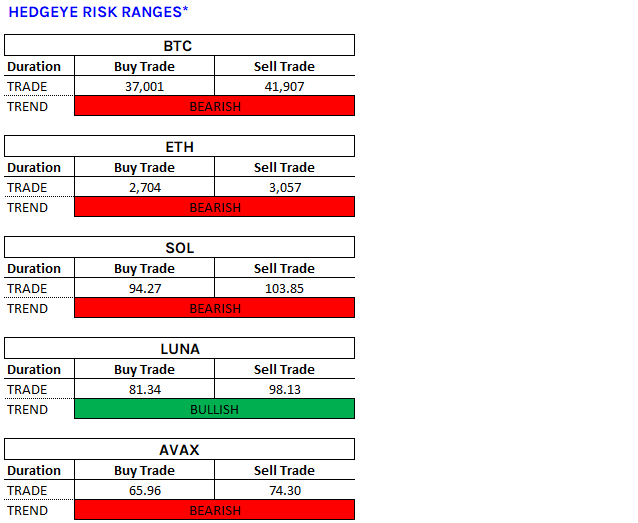 HEDGEYE RISK RANGES*
BTC
Duration Buy Trade Sell Trade
TRADE 37,001 41,907
TREND BEARISH
ETH
Duration Buy Trade Sell Trade
TRADE 2,704 3,057
TREND BEARISH
SOL
Duration Buy Trade Sell Trade
TRADE 94.27 103.85
TREND BEARISH
LUNA
Duration Buy Trade Sell Trade
TRADE 81.34 98.13
TREND BULLISH
AVAX
Duration Buy Trade Sell Trade
TRADE 65.96 74.30
TREND BEARISH